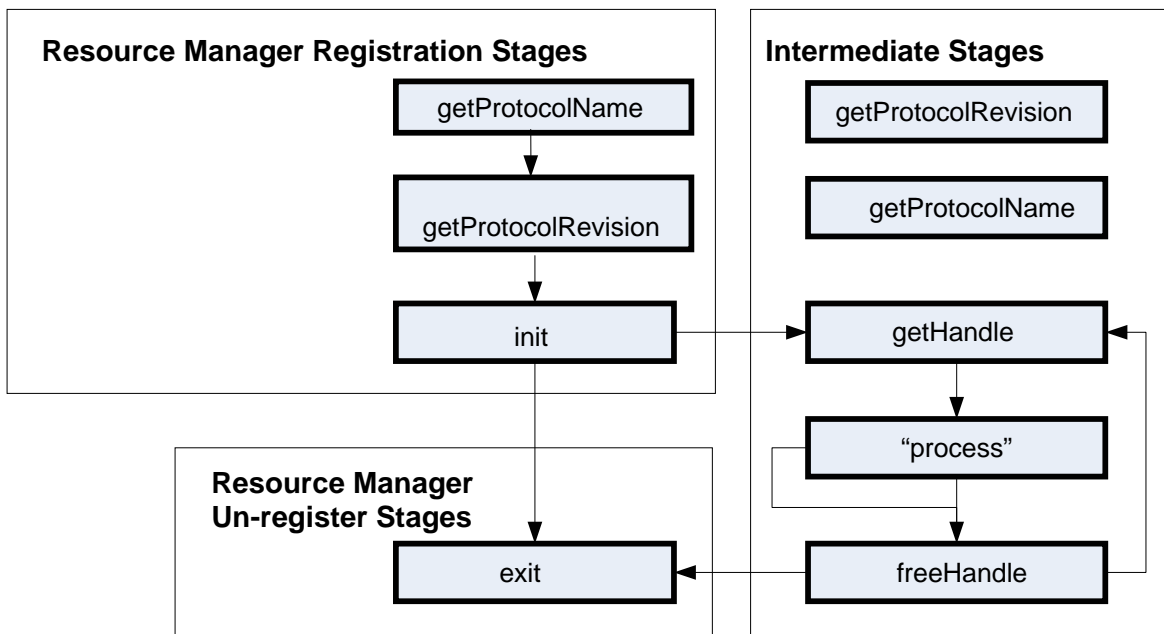 Resource Manager Registration Stages
getProtocolName
getProtocolRevision
init
Intermediate Stages
getProtocolRevision
getProtocolName
getHandle
“process”
freeHandle
Resource Manager
Un-register Stages
exit